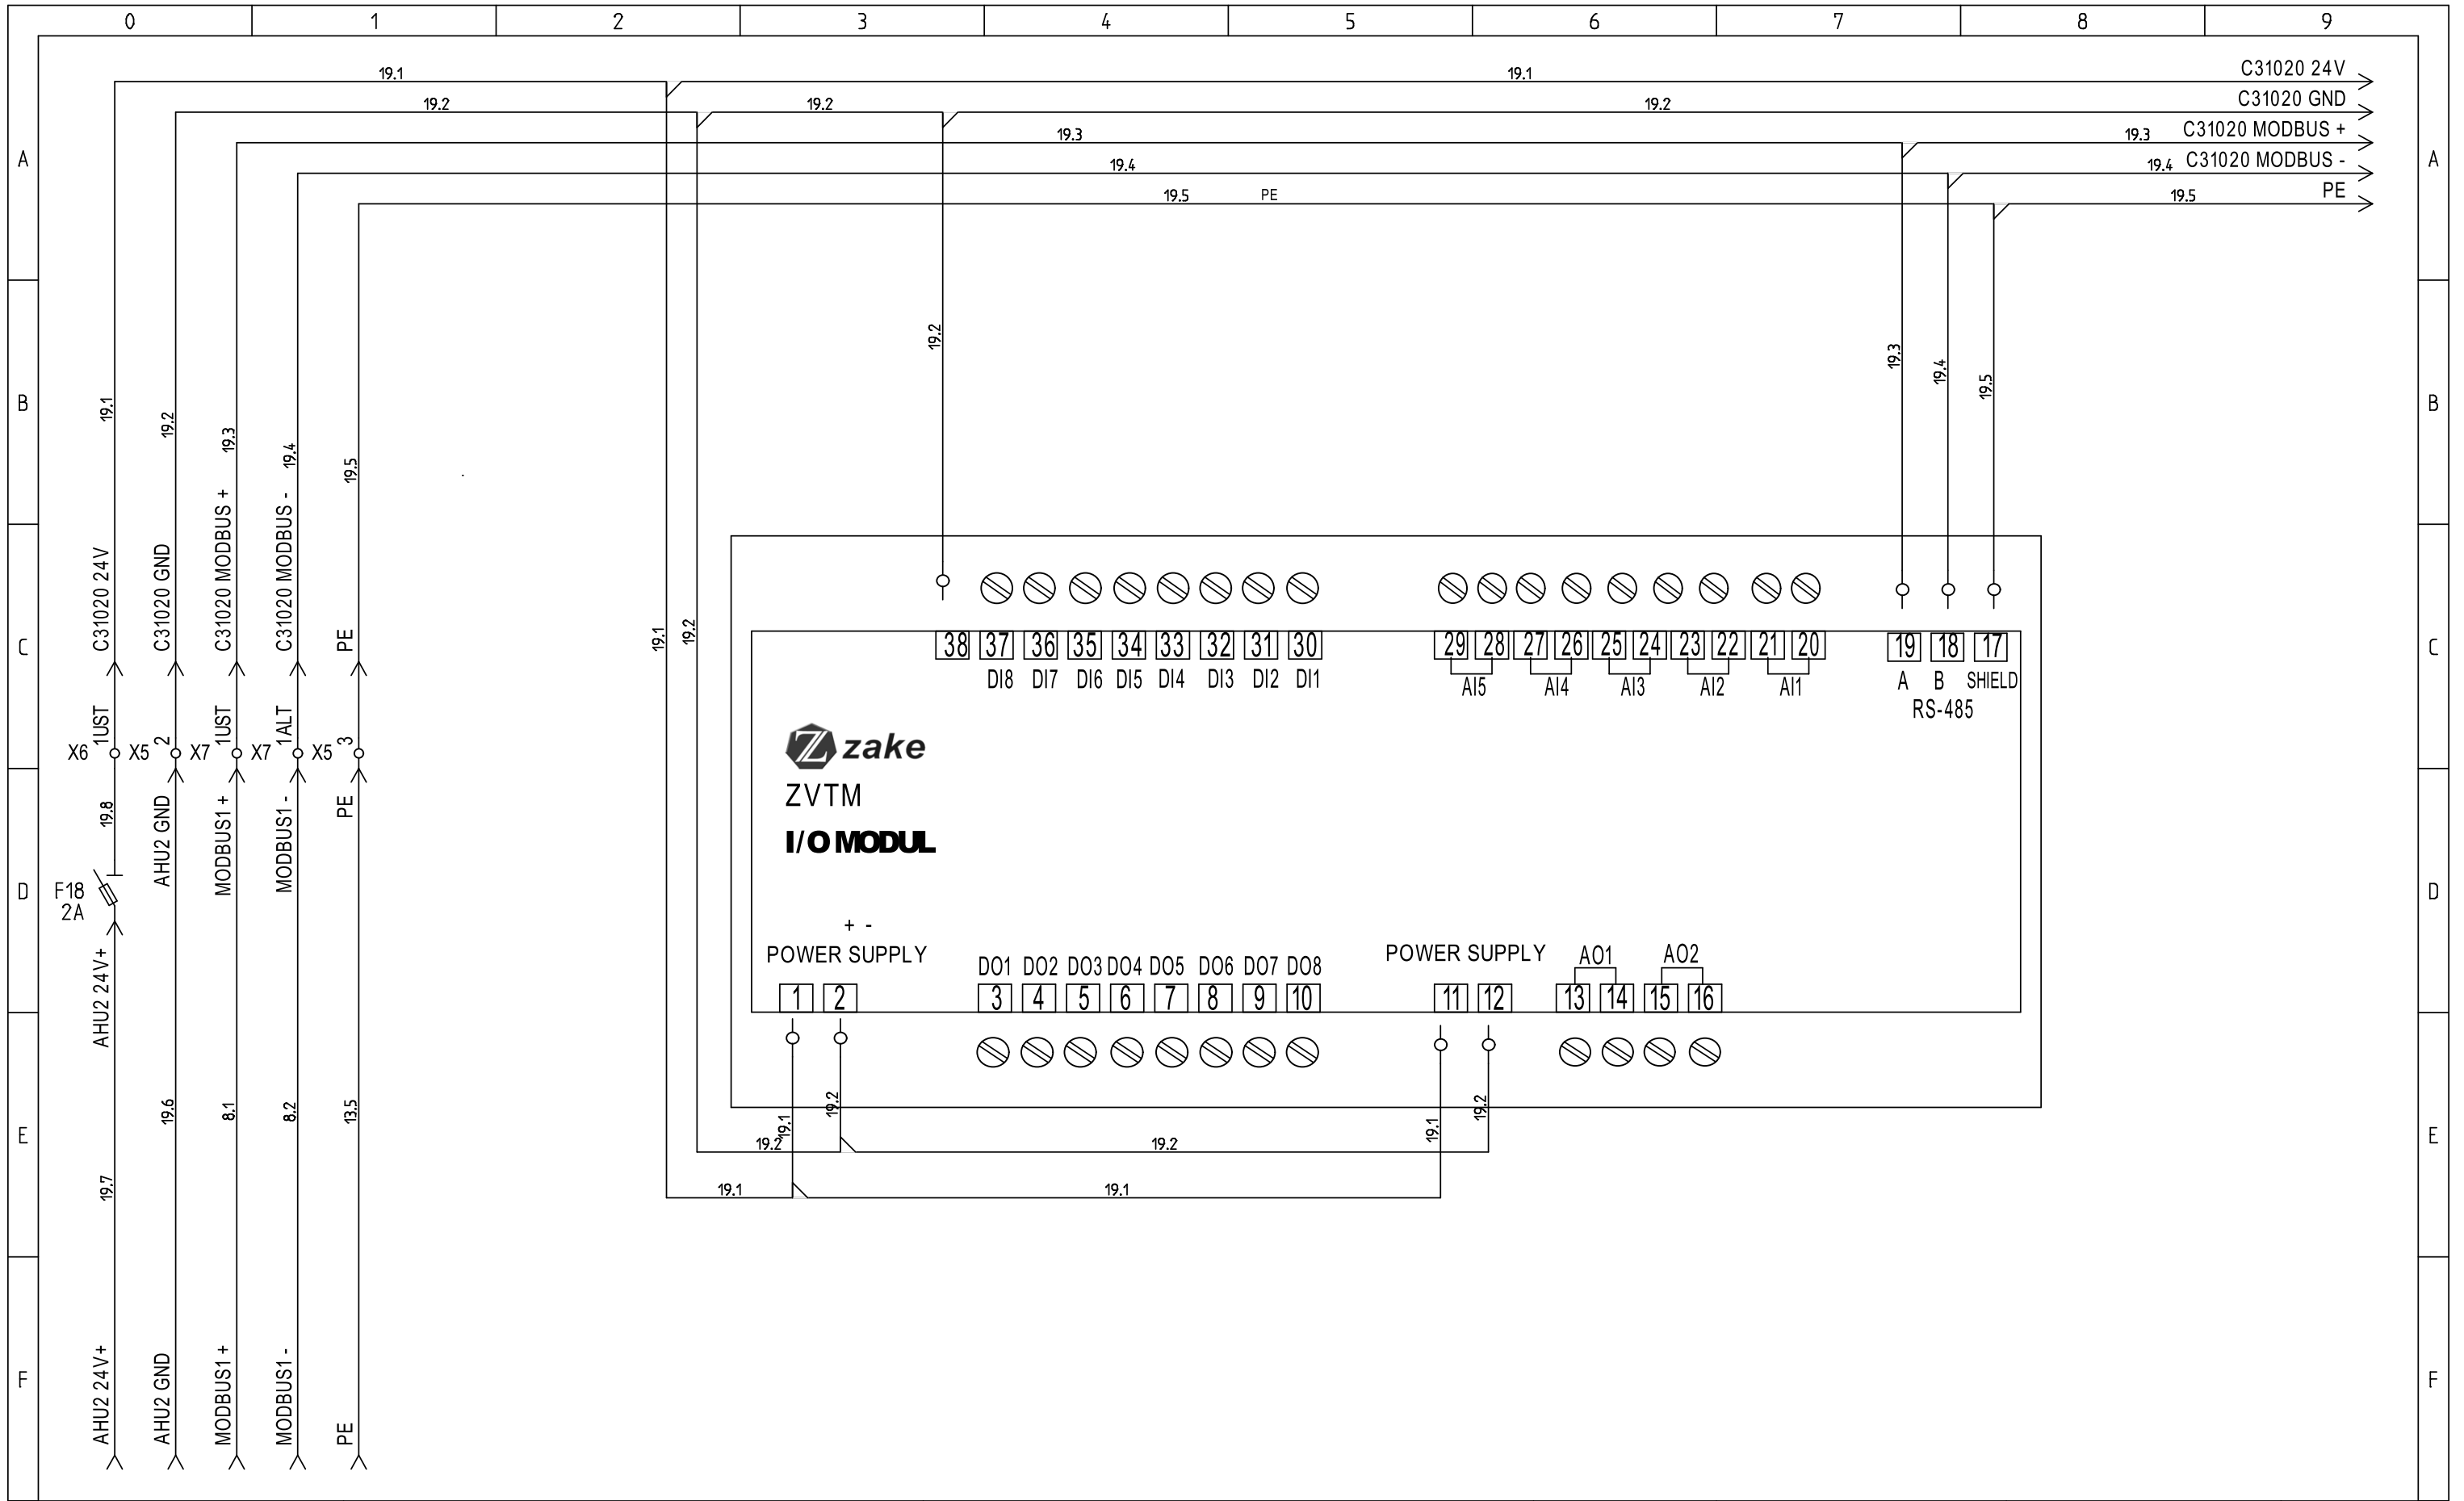 0 1 2 3 4 5 6 7 8 9
19.1 19.1 C31020 24V
19.2 19.2 19.2 C31020 GND
19.3 19.3 C31020 MODBUS +
19.4 19.4 C31020 MODBUS -
19.5 PE 19.5 PE
A A
B B
C C
D D
E E
F F
19.1
19.2
19.3
19.4
19.5
19.2
19.3
19.4
19.5
C31020 24V
C31020 GND
C31020 MODBUS +
C31020 MODBUS -
PE
19.1
19.2
X6 1UST X5 2 X7 1UST X7 1ALT X5 3
19.8
AHU2 GND
MODBUS1 +
MODBUS1 -
PE
F18
2A
AHU2 24V+
19.7
19.6
8.1
8.2
13.5
AHU2 24V+
AHU2 GND
MODBUS1 +
MODBUS1 -
PE
38 37 36 35 34 33 32 31 30 29 28 27 26 25 24 23 22 21 20 19 18 17
DI8 DI7 DI6 DI5 DI4 DI3 DI2 DI1 AI5 AI4 AI3 AI2 AI1 A B SHIELD
RS-485
Z zake
ZVTM
I/O MODUL
+ -
POWER SUPPLY DO1 DO2 DO3 DO4 DO5 DO6 DO7 DO8 POWER SUPPLY AO1 AO2
1 2 3 4 5 6 7 8 9 10 11 12 13 14 15 16
19.1 19.2 19.1 19.2
19.2 19.2
19.1 19.1